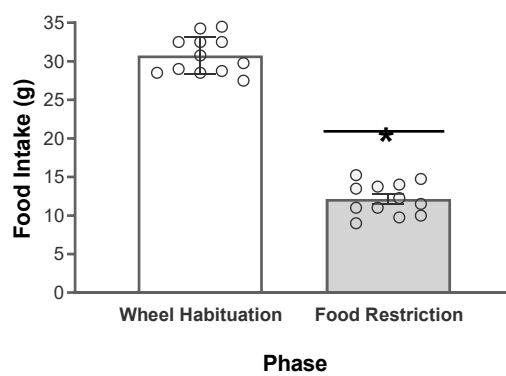 35
30
25
20
15
10
5
0
Food Intake (g)
*
Wheel Habituation
Food Restriction
Phase